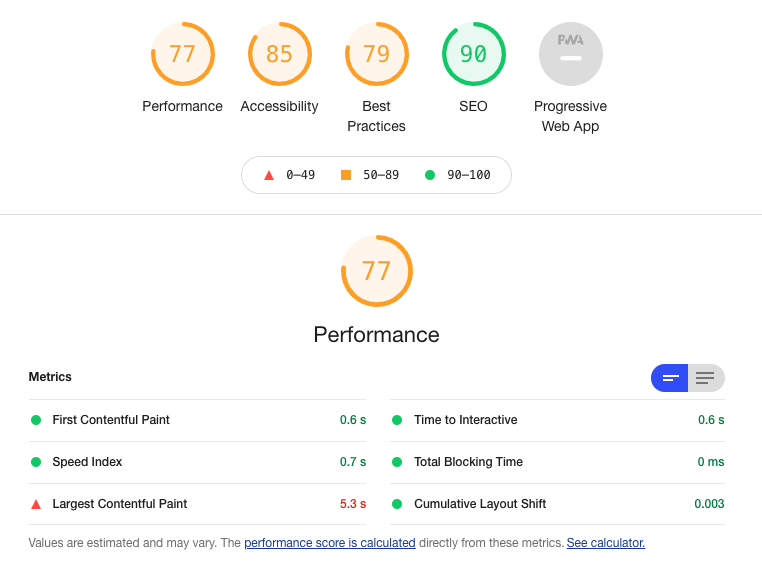 77 85 79 90 PWA
Performance Accessibility Best SEO Progressive
Practices Web App
0–49 50–89 90–100
77
Performance
Metrics
First Contentful Paint 0.6 s Time to Interactive 0.6 s
Speed Index 0.7 s Total Blocking Time 0 ms
Largest Contentful Paint 5.3 s Cumulative Layout Shift 0.003
Values are estimated and may vary. The performance score is calculated directly from these metrics. See calculator.